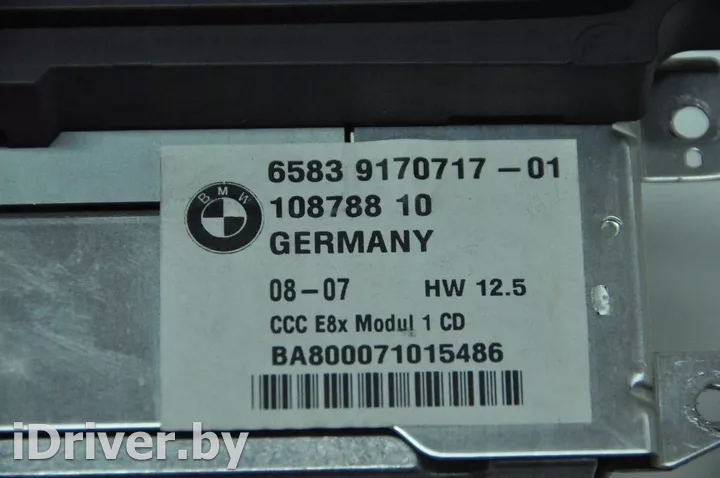 6583 9170717-01
108788 10
GERMANY
08-07 HW 12.5
CCC E8x Modul 1 CD
BA800071015486
BMW
iDriver.by